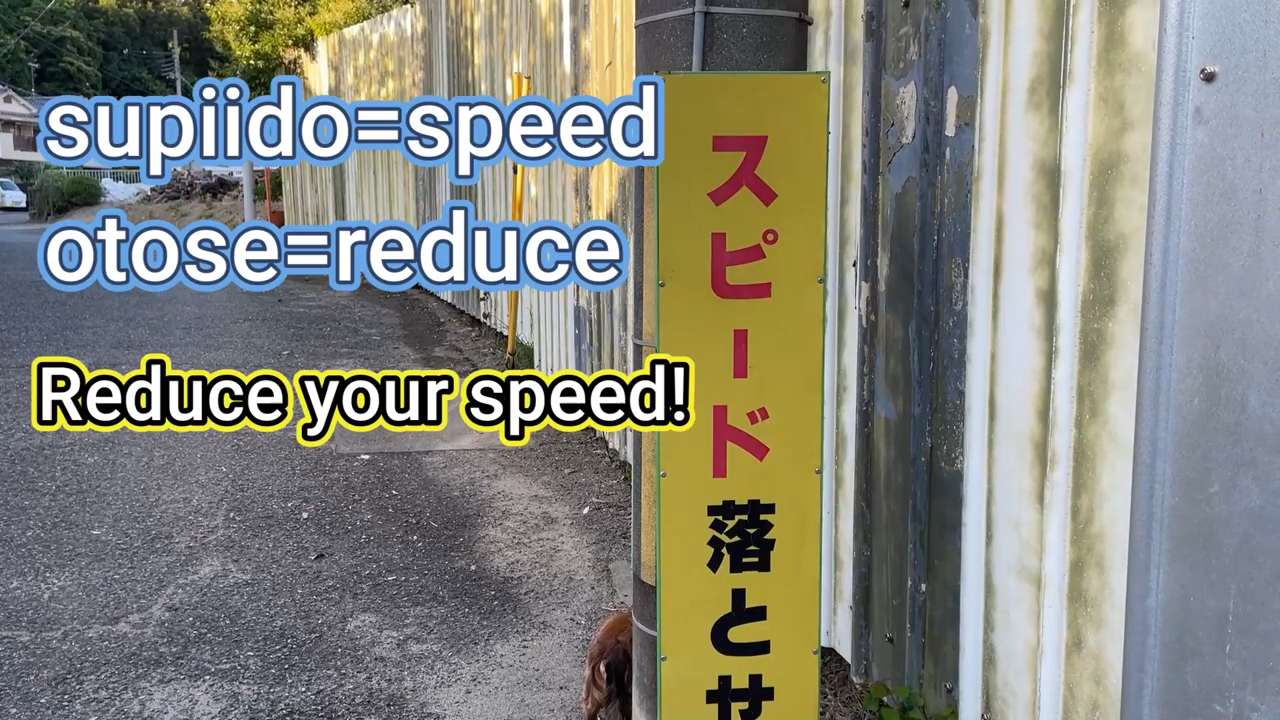 supiido=speed
otose=reduce
Reduce your speed!
スピード落とせ